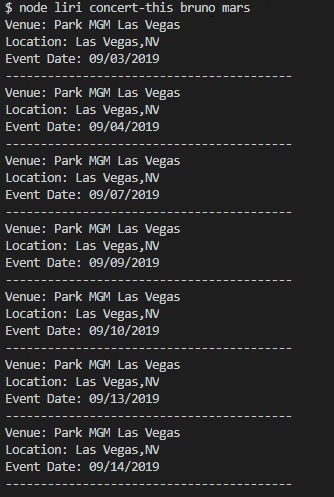 $ node liri concert-this bruno mars
Venue: Park MGM Las Vegas
Location: Las Vegas,NV
Event Date: 09/03/2019
-----------------------------------------
Venue: Park MGM Las Vegas
Location: Las Vegas,NV
Event Date: 09/04/2019
-----------------------------------------
Venue: Park MGM Las Vegas
Location: Las Vegas,NV
Event Date: 09/07/2019
-----------------------------------------
Venue: Park MGM Las Vegas
Location: Las Vegas,NV
Event Date: 09/09/2019
-----------------------------------------
Venue: Park MGM Las Vegas
Location: Las Vegas,NV
Event Date: 09/10/2019
-----------------------------------------
Venue: Park MGM Las Vegas
Location: Las Vegas,NV
Event Date: 09/13/2019
-----------------------------------------
Venue: Park MGM Las Vegas
Location: Las Vegas,NV
Event Date: 09/14/2019
-----------------------------------------